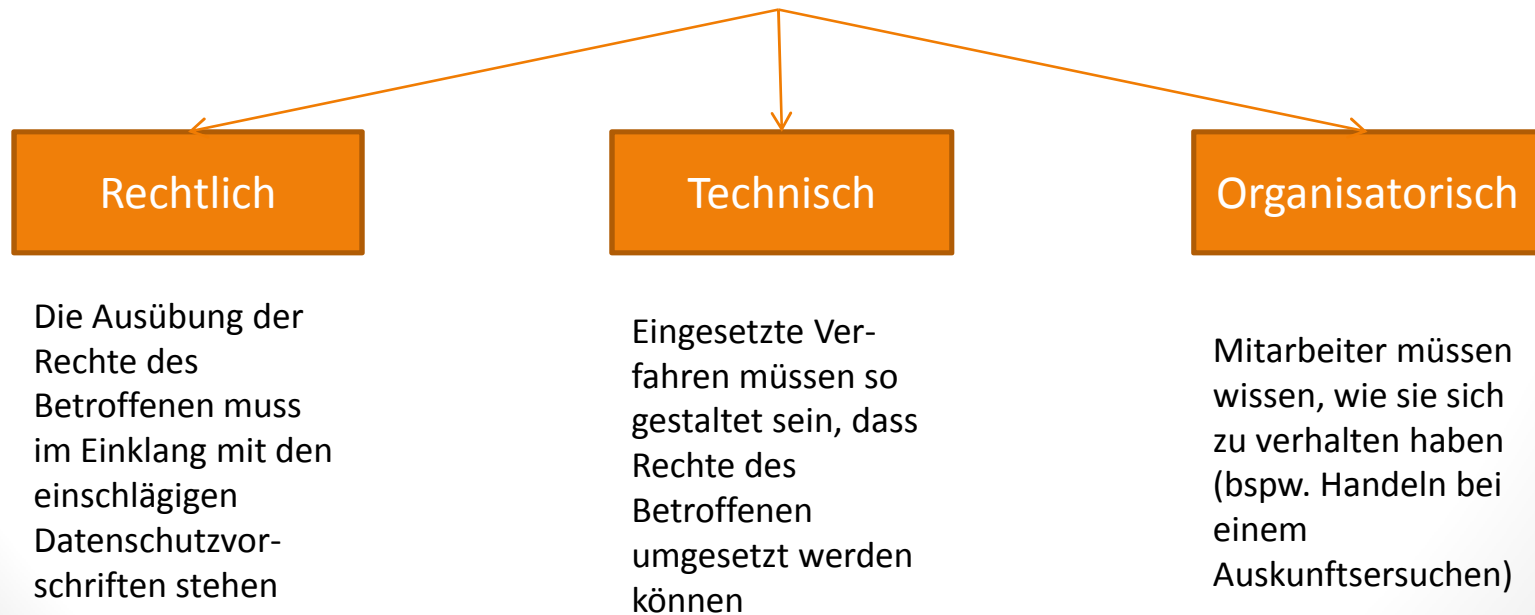 Rechtlich
Die Ausübung der
Rechte des
Betroffenen muss
im Einklang mit den
einschlägigen
Datenschutzvor-
schriften stehen
Technisch
Eingesetzte Ver-
fahren müssen so
gestaltet sein, dass
Rechte des
Betroffenen
umgesetzt werden
können
Organisatorisch
Mitarbeiter müssen
wissen, wie sie sich
zu verhalten haben
(bspw. Handeln bei
einem
Auskunftsersuchen)